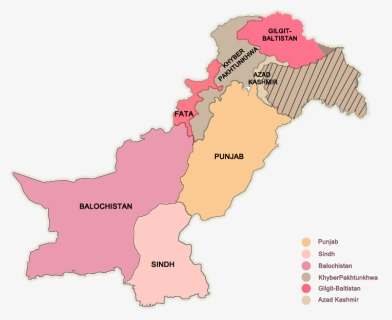 GILGIT-
BALTISTAN
KHYBER
PAKHTUNKHWA
AZAD
KASHMIR
FATA
PUNJAB
BALOCHISTAN
SINDH
Punjab
Sindh
Balochistan
KhyberPakhtunkhwa
Gilgit-Baltistan
Azad Kashmir